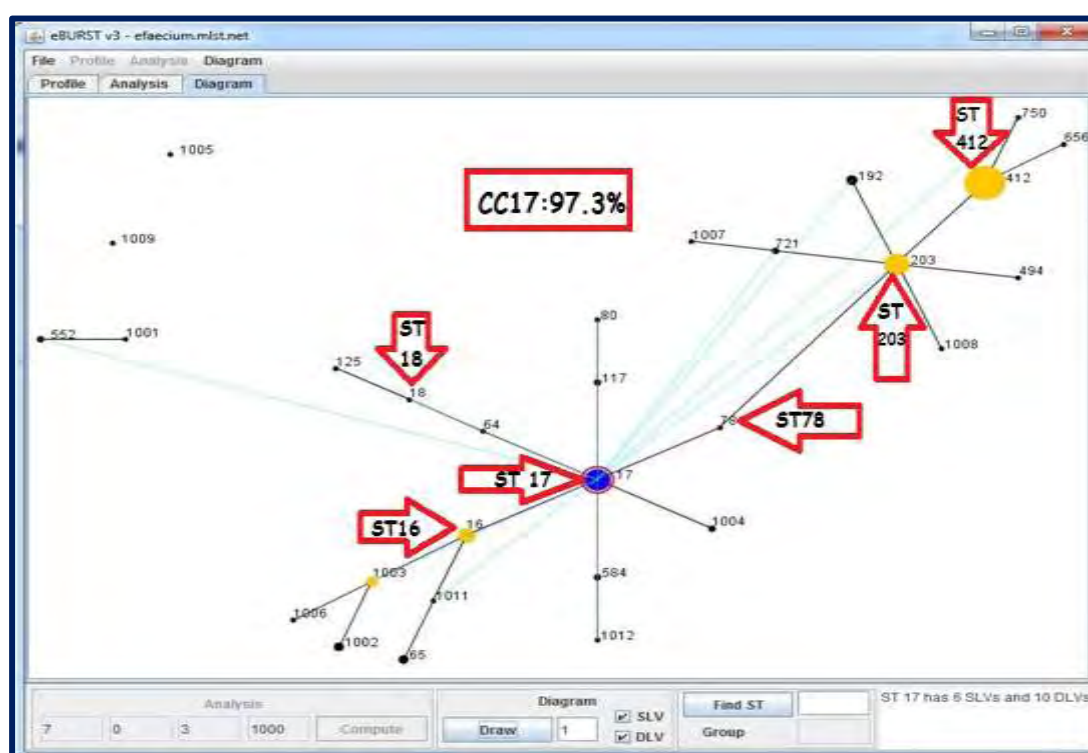 eBURST v3 - efaecium.mlst.net
File Profile Analysis Diagram
Profile Analysis Diagram
ST
412
750
656
1005
CC17:97.3%
192
412
1009
1007
721
203
494
ST
203
1008
552
1001
ST
18
80
125
18
117
64
78
ST78
ST 17
17
16
ST16
1004
1003
584
1011
1006
1002
65
1012
Analysis
7 0 3 1000 Compute
Diagram
Draw 1
SLV
DLV
Find ST
Group
ST 17 has 6 SLVs and 10 DLVs